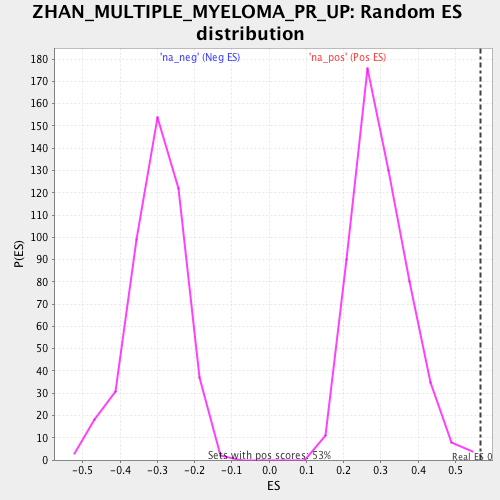 ZHAN_MULTIPLE_MYELOMA_PR_UP: Random ES
distribution
'na_neg' (Neg ES) 'na_pos' (Pos ES)
180
170
160
150
140
130
120
110
100
90
80
70
60
50
40
30
20
10
0
P(ES)
Sets with pos scores: 53%
Real ES 0
-0.5 -0.4 -0.3 -0.2 -0.1 0.0 0.1 0.2 0.3 0.4 0.5
ES